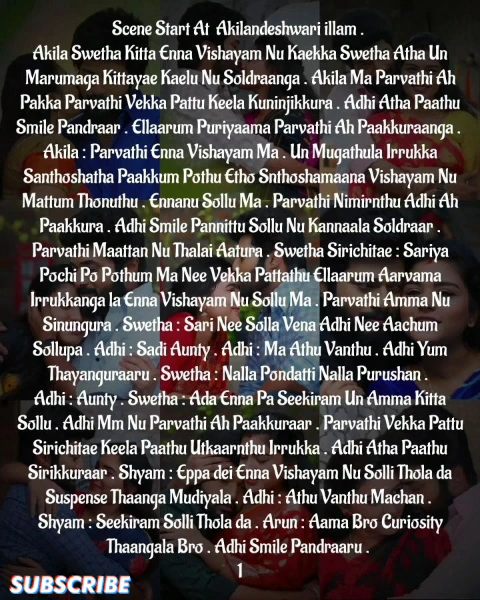 Scene Start At Akilandeshwari illam .
Akila Swetha Kitta Enna Vishayam Nu Kaekka Swetha Atha Un
Marumaga Kittayae Kaelu Nu Soldraanga . Akila Ma Parvathi Ah
Pakka Parvathi Vekka Pattu Keela Kuninjikkura . Adhi Atha Paathu
Smile Pandraar . Ellaarum Puriyaama Parvathi Ah Paakkuraanga .
Akila : Parvathi Enna Vishayam Ma . Un Mugathula Irrukka
Santhoshatha Paakkum Pothu Etho Snthoshamaana Vishayam Nu
Mattum Thonuthu . Ennanu Sollu Ma . Parvathi Nimirnthu Adhi Ah
Paakkura . Adhi Smile Pannittu Sollu Nu Kannaala Soldraar .
Parvathi Maattan Nu Thalai Aatura . Swetha Sirichitae : Sariya
Pochi Po Pothum Ma Nee Vekka Pattathu Ellaarum Aarvama
Irrukkanga la Enna Vishayam Nu Sollu Ma . Parvathi Amma Nu
Sinungura . Swetha : Sari Nee Solla Vena Adhi Nee Aachum
Sollupa . Adhi : Sadi Aunty . Adhi : Ma Athu Vanthu . Adhi Yum
Thayanguraaru . Swetha : Nalla Pondatti Nalla Purushan .
Adhi : Aunty . Swetha : Ada Enna Pa Seekiram Un Amma Kitta
Sollu . Adhi Mm Nu Parvathi Ah Paakkuraar . Parvathi Vekka Pattu
Sirichitae Keela Paathu Utkaarnthu Irrukka . Adhi Atha Paathu
Sirikkuraar . Shyam : Eppa dei Enna Vishayam Nu Solli Thola da
Suspense Thaanga Mudiyala . Adhi : Athu Vanthu Machan .
Shyam : Seekiram Solli Thola da . Arun : Aama Bro Curiosity
Thaangala Bro . Adhi Smile Pandraaru .
1
SUBSCRIBE